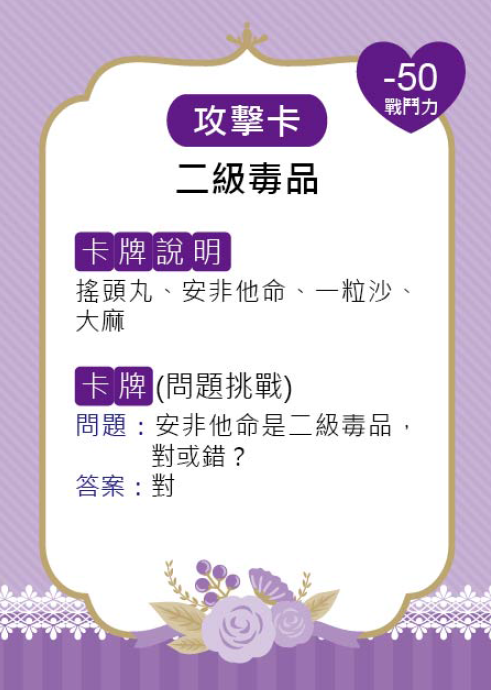 -50
戰鬥力
攻擊卡
二級毒品
卡牌說明
搖頭丸、安非他命、一粒沙、
大麻
卡牌(問題挑戰)
問題：安非他命是二級毒品，
對或錯？
答案：對